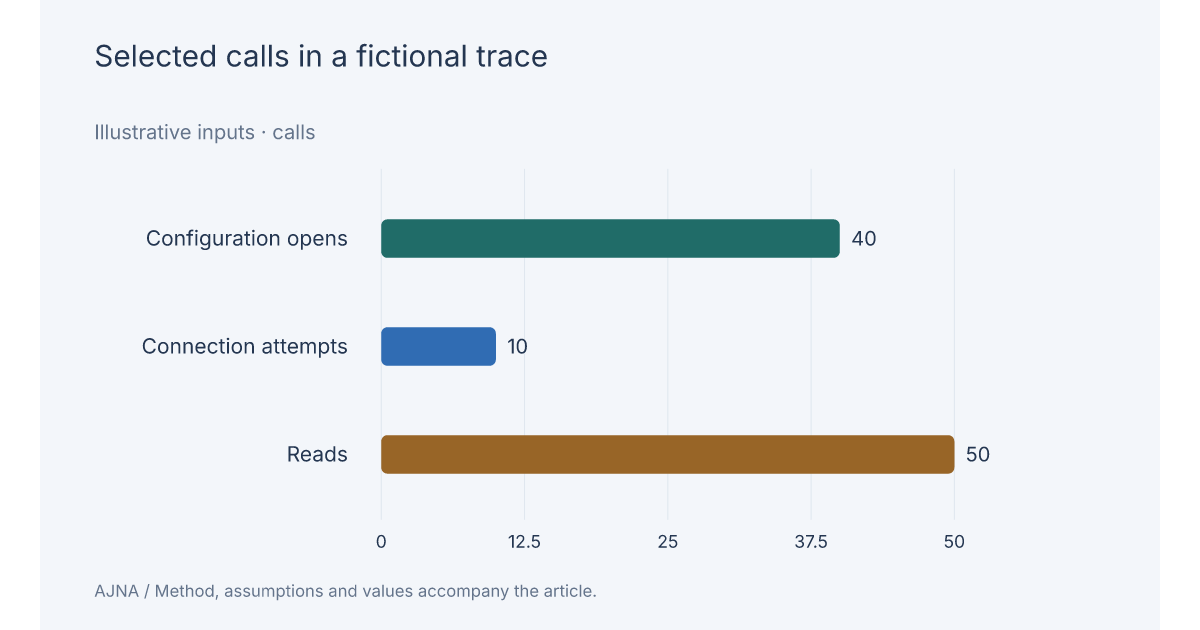 Selected calls in a fictional trace
Illustrative inputs · calls
Configuration opens 40
Connection attempts 10
Reads 50
0 12.5 25 37.5 50
AJNA / Method, assumptions and values accompany the article.